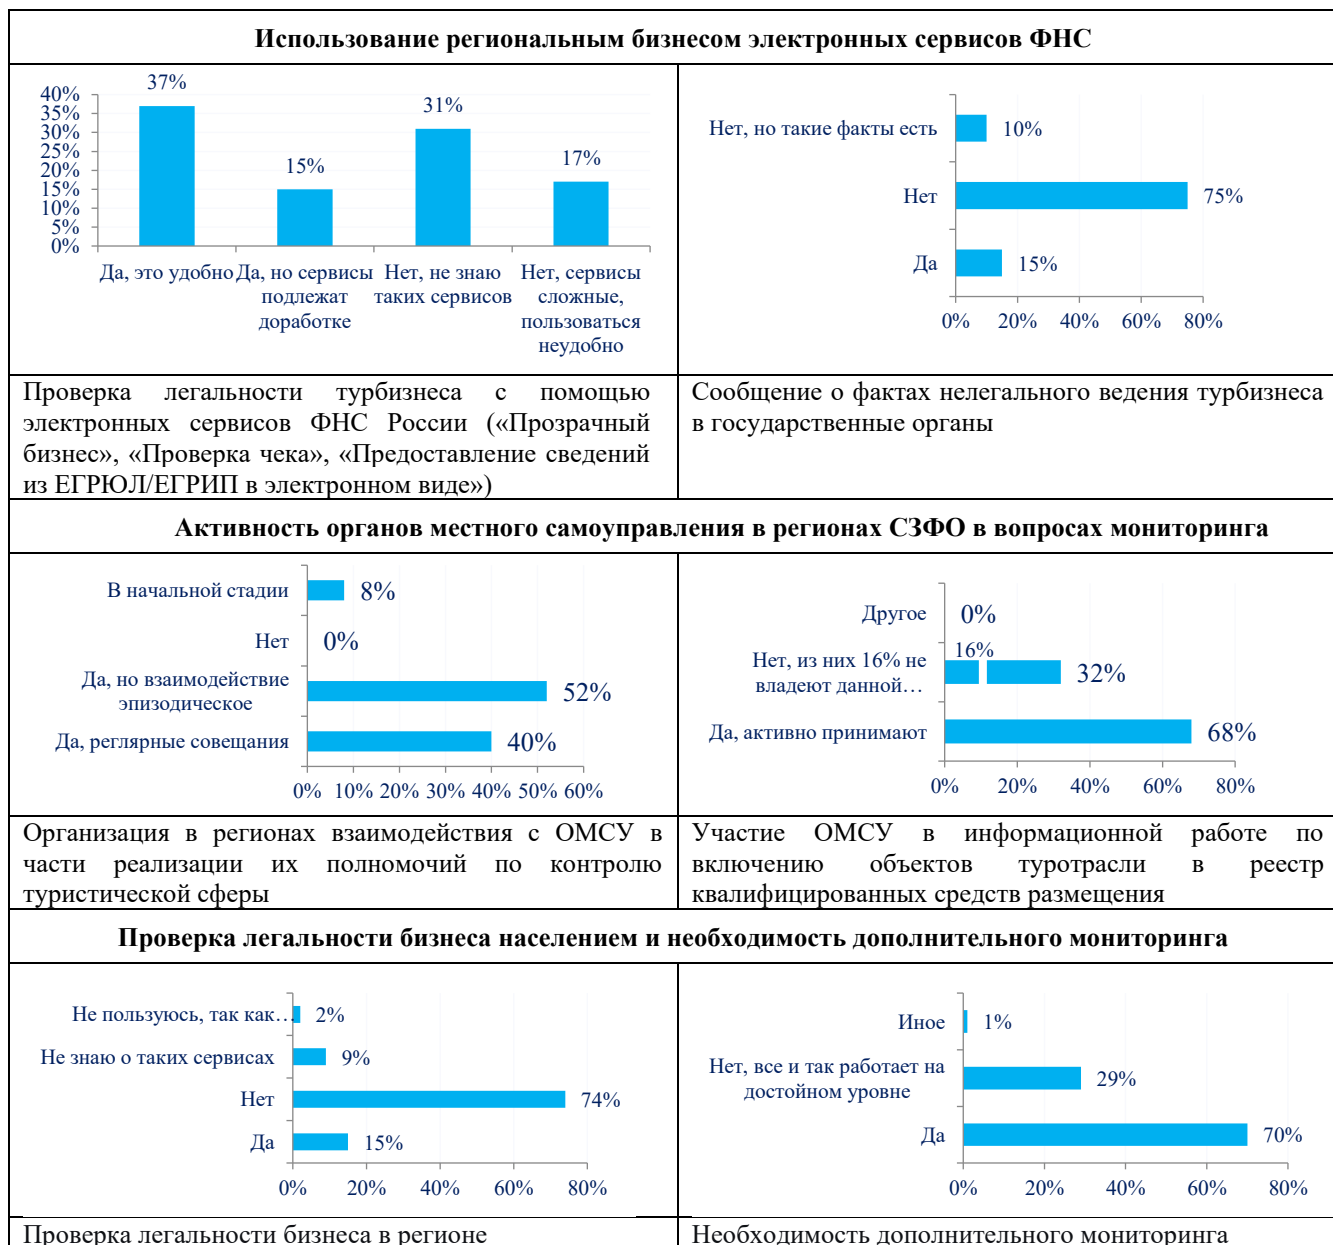 Использование региональным бизнесом электронных сервисов ФНС
40%
35%
30%
25%
20%
15%
10%
5%
0%
37%
15%
31%
17%
Да, это удобно
Да, но сервисы
подлежат
доработке
Нет, не знаю
таких сервисов
Нет, сервисы
сложные,
пользоваться
неудобно
Нет, но такие факты есть
10%
Нет
75%
Да
15%
0% 20% 40% 60% 80%
Проверка легальности турбизнеса с помощью
электронных сервисов ФНС России («Прозрачный
бизнес», «Проверка чека», «Предоставление сведений
из ЕГРЮЛ/ЕГРИП в электронном виде»)
Сообщение о фактах нелегального ведения турбизнеса
в государственные органы
Активность органов местного самоуправления в регионах СЗФО в вопросах мониторинга
В начальной стадии
8%
Нет
0%
Да, но взаимодействие
эпизодическое
52%
Да, реглярные совещания
40%
0% 10% 20% 30% 40% 50% 60%
Другое
0%
16%
Нет, из них 16% не
владеют данной…
32%
Да, активно принимают
68%
0% 20% 40% 60% 80%
Организация в регионах взаимодействия с ОМСУ в
части реализации их полномочий по контролю
туристической сферы
Участие ОМСУ в информационной работе по
включению объектов туротрасли в реестр
квалифицированных средств размещения
Проверка легальности бизнеса населением и необходимость дополнительного мониторинга
Не пользуюсь, так как…
2%
Не знаю о таких сервисах
9%
Нет
74%
Да
15%
0% 20% 40% 60% 80%
Иное
1%
Нет, все и так работает на
достойном уровне
29%
Да
70%
0% 20% 40% 60% 80%
Проверка легальности бизнеса в регионе
Необходимость дополнительного мониторинга